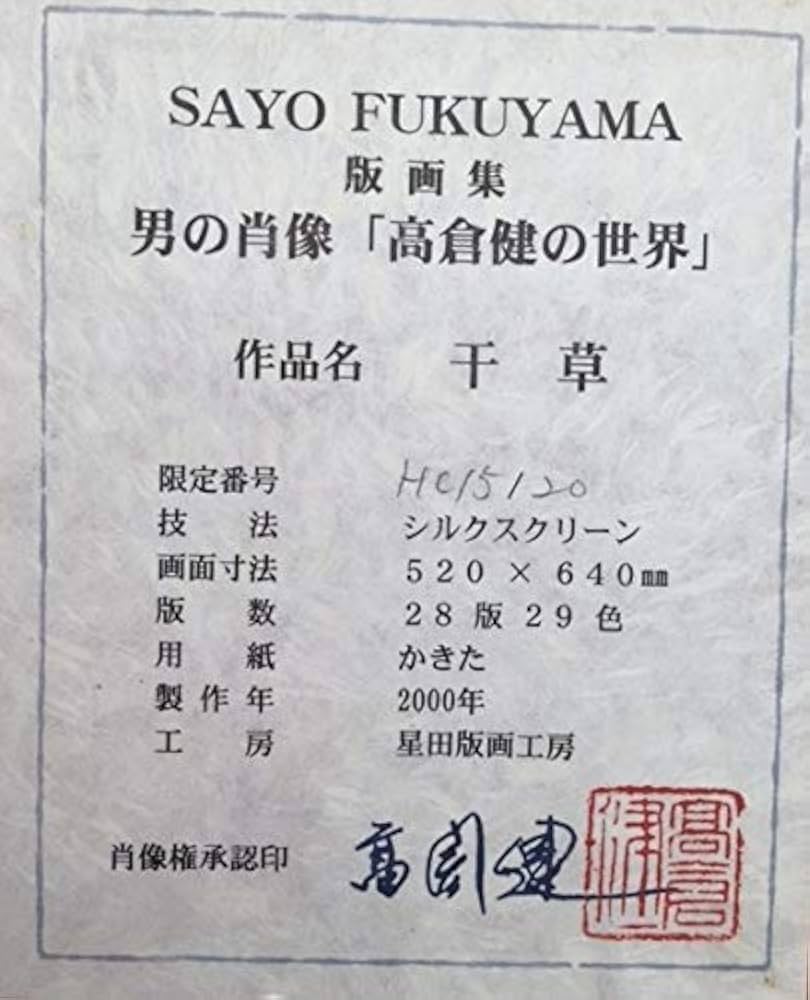 SAYO FUKUYAMA
版画集
男の肖像「高倉健の世界」
作品名 干草
限定番号 HC15/20
技法 シルクスクリーン
画面寸法 520 × 640㎜
版数 28版29色
用紙 かきた
製作年 2000年
工房 星田版画工房
肖像権承認印 高倉健